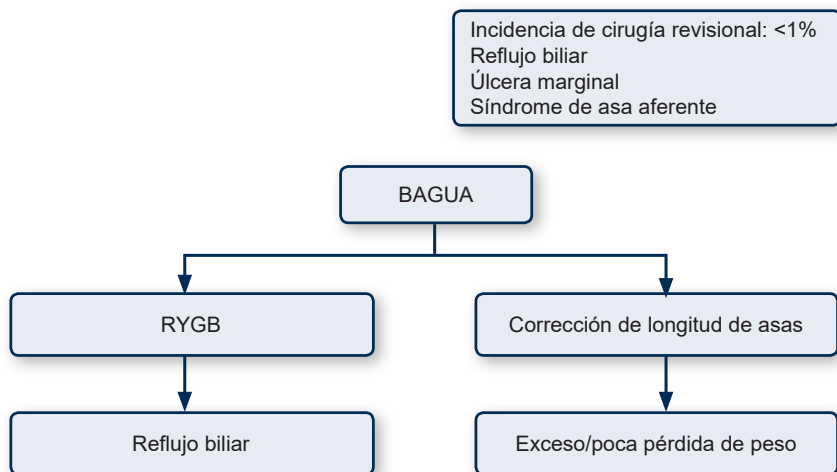 Incidencia de cirugía revisional: <1%
Reflujo biliar
Úlcera marginal
Síndrome de asa aferente
BAGUA
RYGB
Corrección de longitud de asas
Reflujo biliar
Exceso/poca pérdida de peso